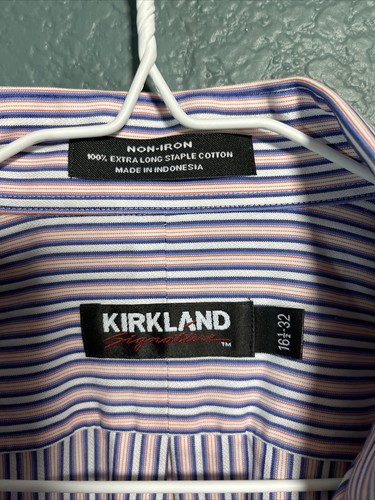 NON-IRON
100% EXTRA LONG STAPLE COTTON
MADE IN INDONESIA
KIRKLAND
Signature ™
16½-32